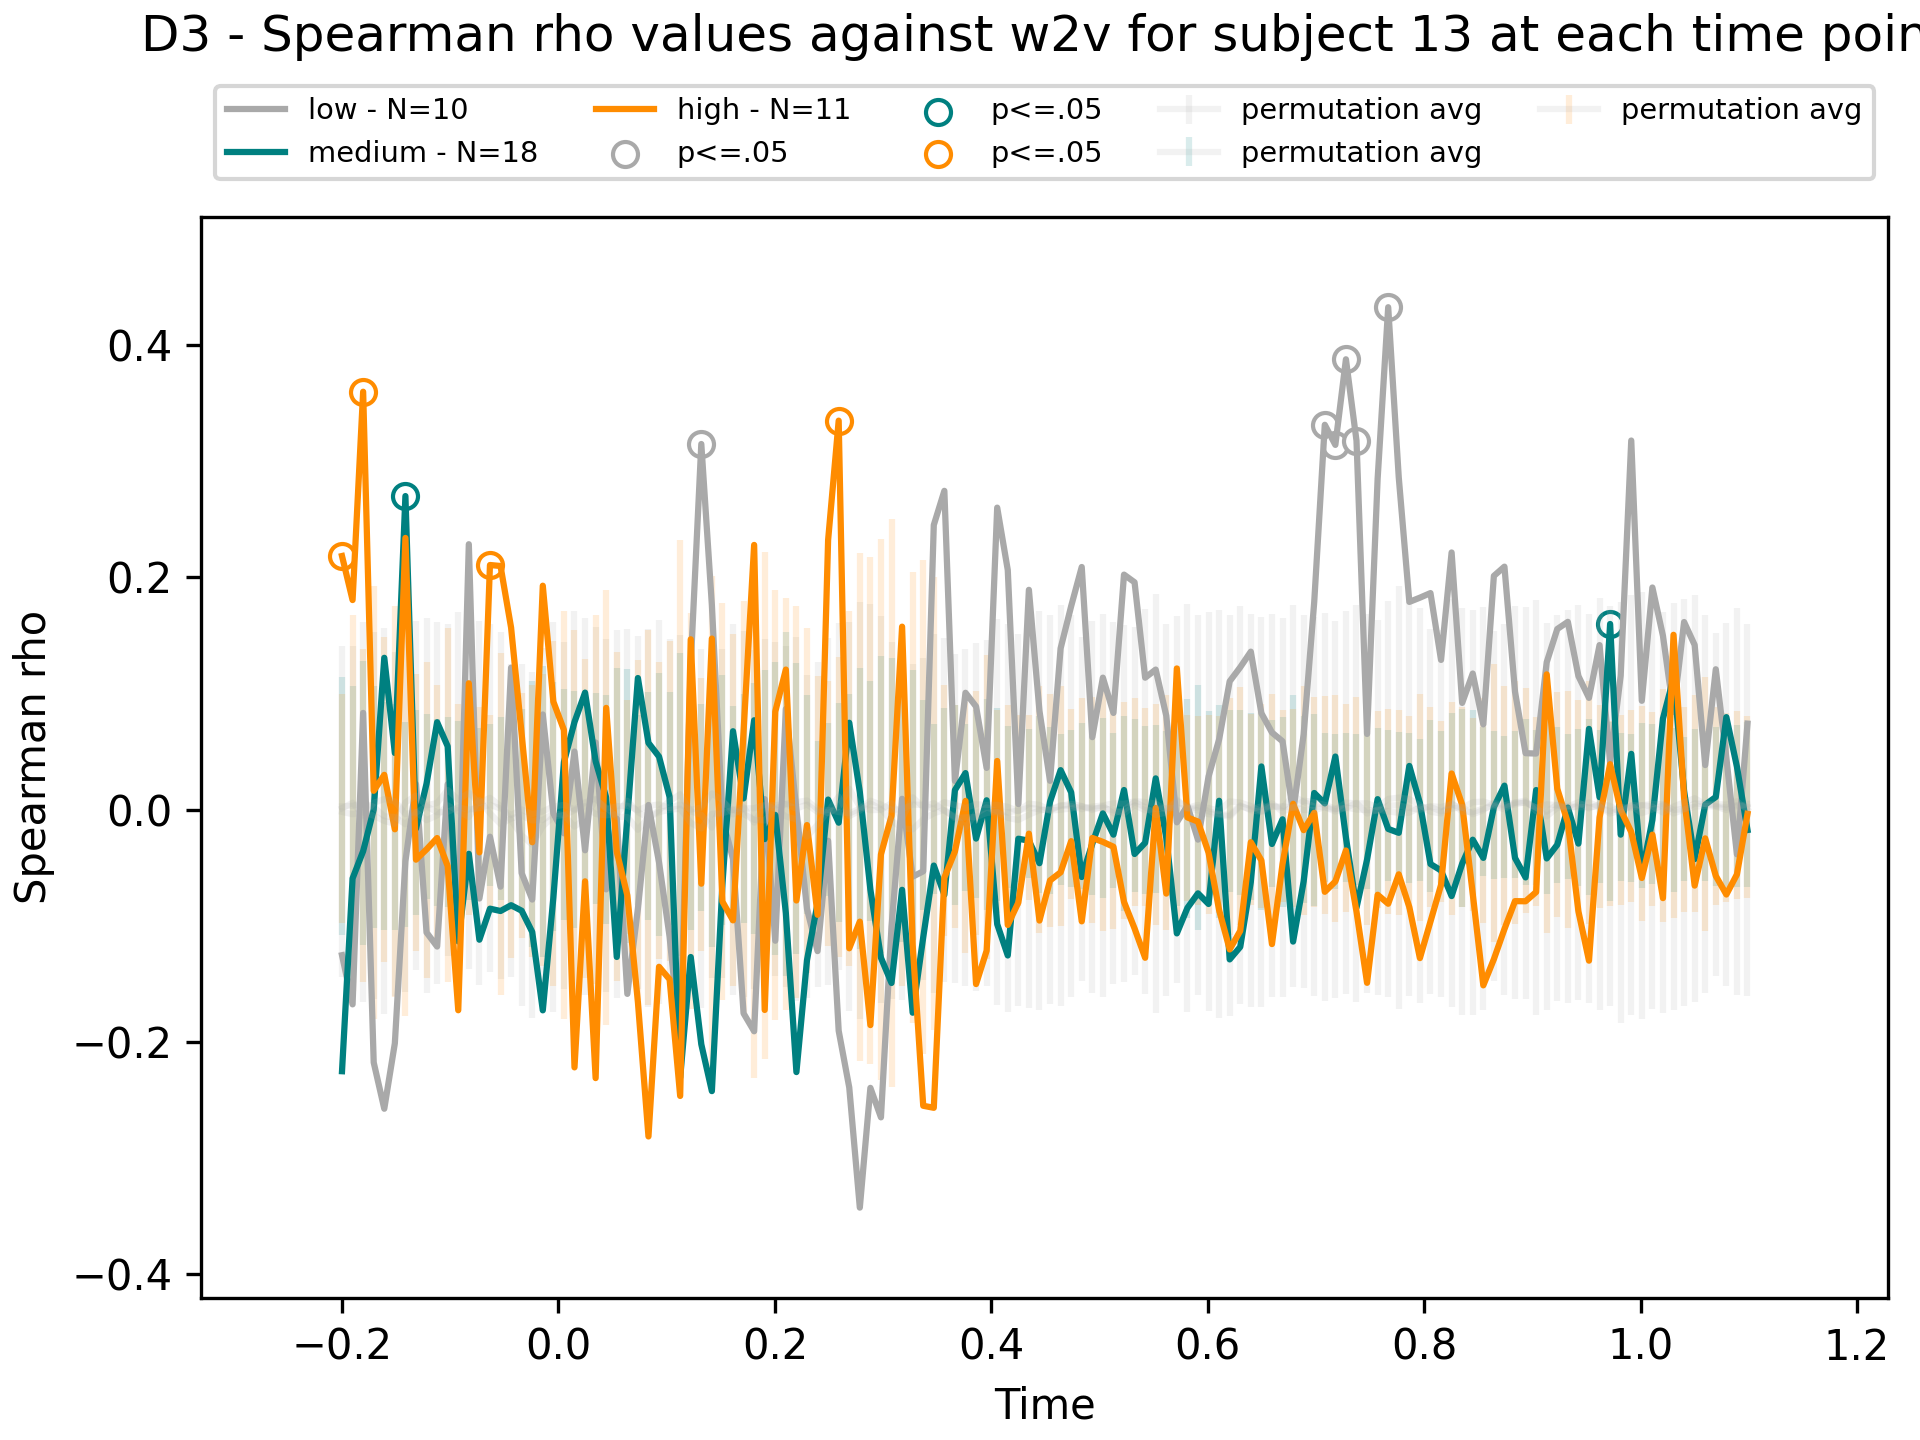 D3 - Spearman rho values against w2v for subject 13 at each time poin
low - N=10
medium - N=18
high - N=11
p<=.05
p<=.05
p<=.05
permutation avg
permutation avg
permutation avg
Spearman rho
0.4
0.2
0.0
−0.2
−0.4
−0.2 0.0 0.2 0.4 0.6 0.8 1.0 1.2
Time